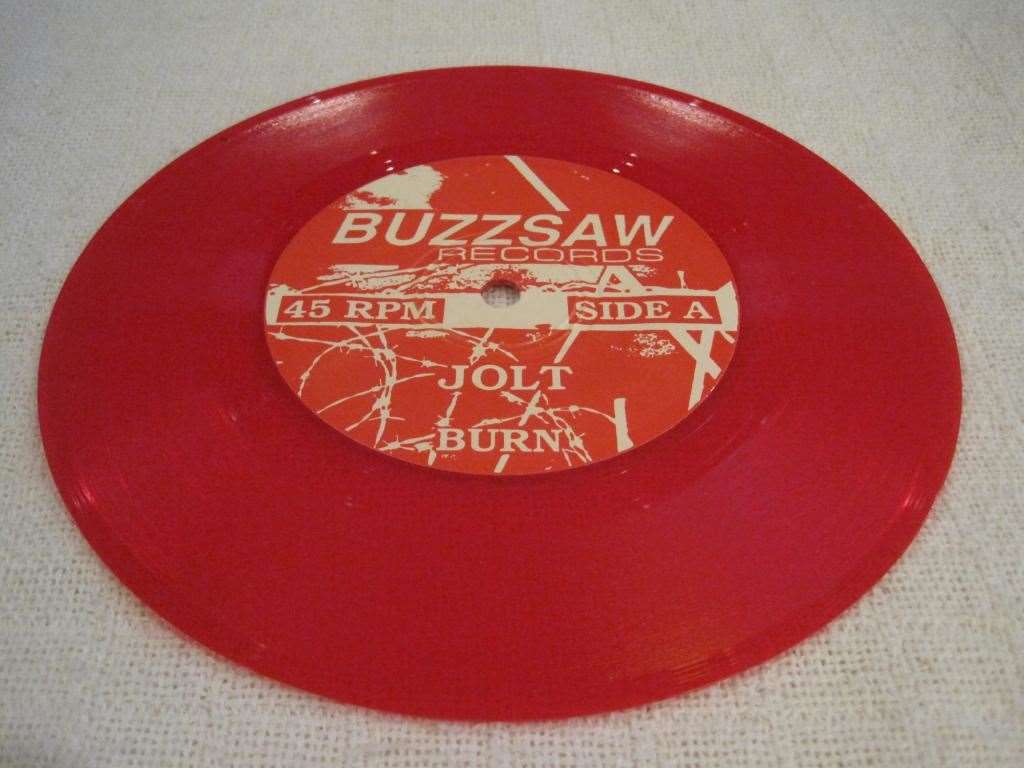 BUZZSAW
RECORDS
45 RPM SIDE A
JOLT
BURN